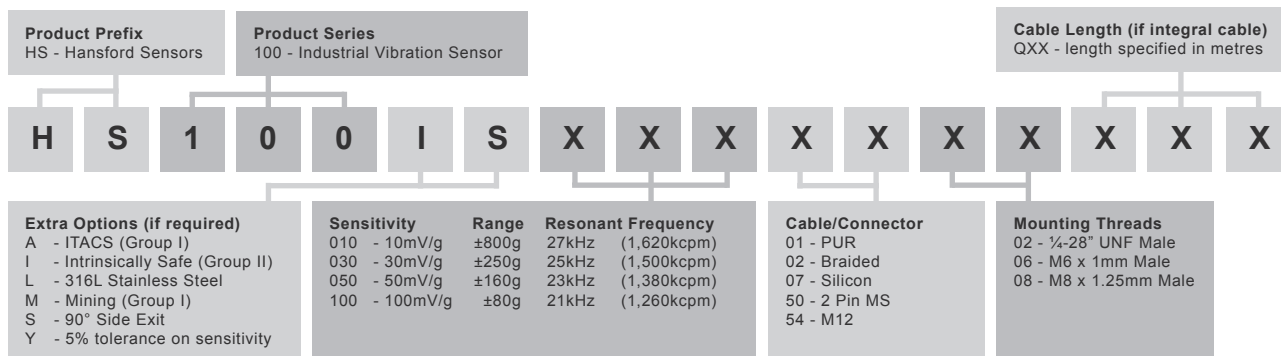 Product Prefix
HS - Hansford Sensors
Product Series
100 - Industrial Vibration Sensor
Cable Length (if integral cable)
QXX - length specified in metres
H S 1 0 0 I S X X X X X X X X X X
Extra Options (if required)
A - ITACS (Group I)
I - Intrinsically Safe (Group II)
L - 316L Stainless Steel
M - Mining (Group I)
S - 90° Side Exit
Y - 5% tolerance on sensitivity
Sensitivity Range Resonant Frequency
010 - 10mV/g ±800g 27kHz (1,620kcpm)
030 - 30mV/g ±250g 25kHz (1,500kcpm)
050 - 50mV/g ±160g 23kHz (1,380kcpm)
100 - 100mV/g ±80g 21kHz (1,260kcpm)
Cable/Connector
01 - PUR
02 - Braided
07 - Silicon
50 - 2 Pin MS
54 - M12
Mounting Threads
02 - ¼-28” UNF Male
06 - M6 x 1mm Male
08 - M8 x 1.25mm Male